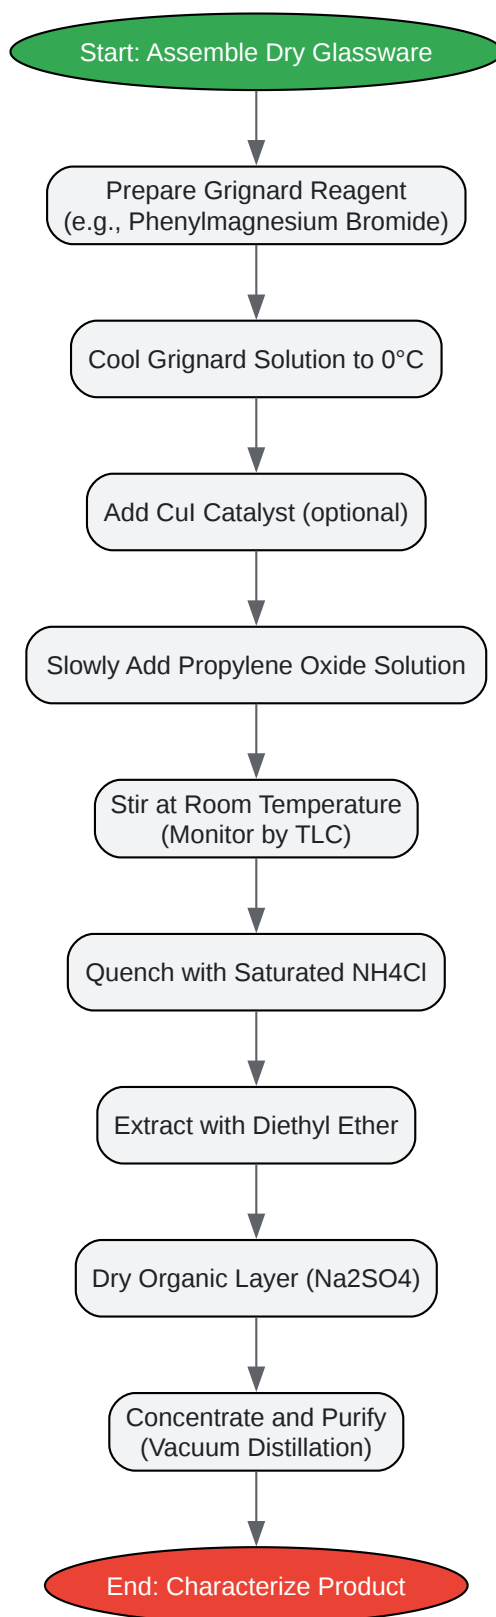 Start: Assemble Dry Glassware
Prepare Grignard Reagent
(e.g., Phenylmagnesium Bromide)
Cool Grignard Solution to 0°C
Add CuI Catalyst (optional)
Slowly Add Propylene Oxide Solution
Stir at Room Temperature
(Monitor by TLC)
Quench with Saturated NH4Cl
Extract with Diethyl Ether
Dry Organic Layer (Na2SO4)
Concentrate and Purify
(Vacuum Distillation)
End: Characterize Product